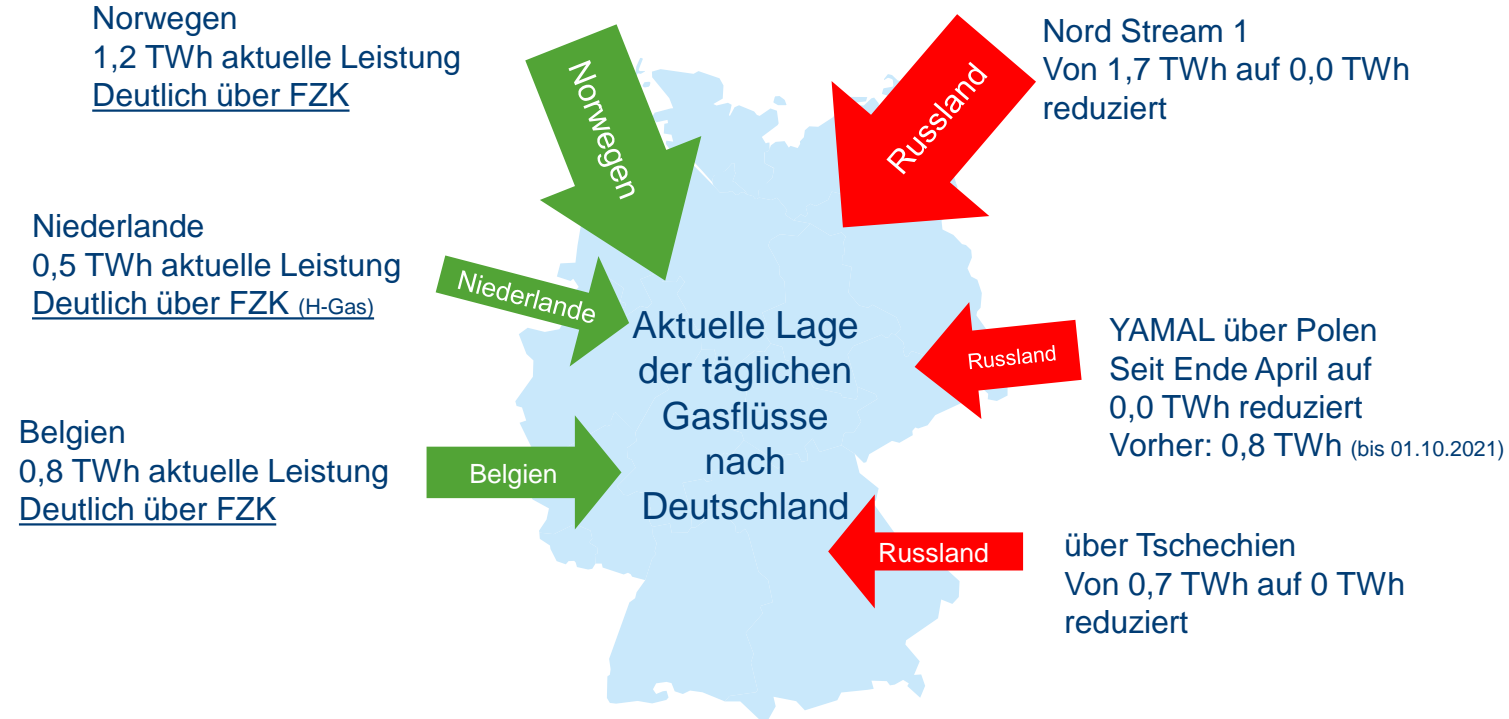 Norwegen
1,2 TWh aktuelle Leistung
Deutlich über FZK
Norwegen
Nord Stream 1
Von 1,7 TWh auf 0,0 TWh
reduziert
Russland
Niederlande
0,5 TWh aktuelle Leistung
Deutlich über FZK (H-Gas)
Niederlande
Aktuelle Lage
der täglichen
Gasflüsse
nach
Deutschland
Russland
YAMAL über Polen
Seit Ende April auf
0,0 TWh reduziert
Vorher: 0,8 TWh (bis 01.10.2021)
Belgien
0,8 TWh aktuelle Leistung
Deutlich über FZK
Belgien
Russland
über Tschechien
Von 0,7 TWh auf 0 TWh
reduziert